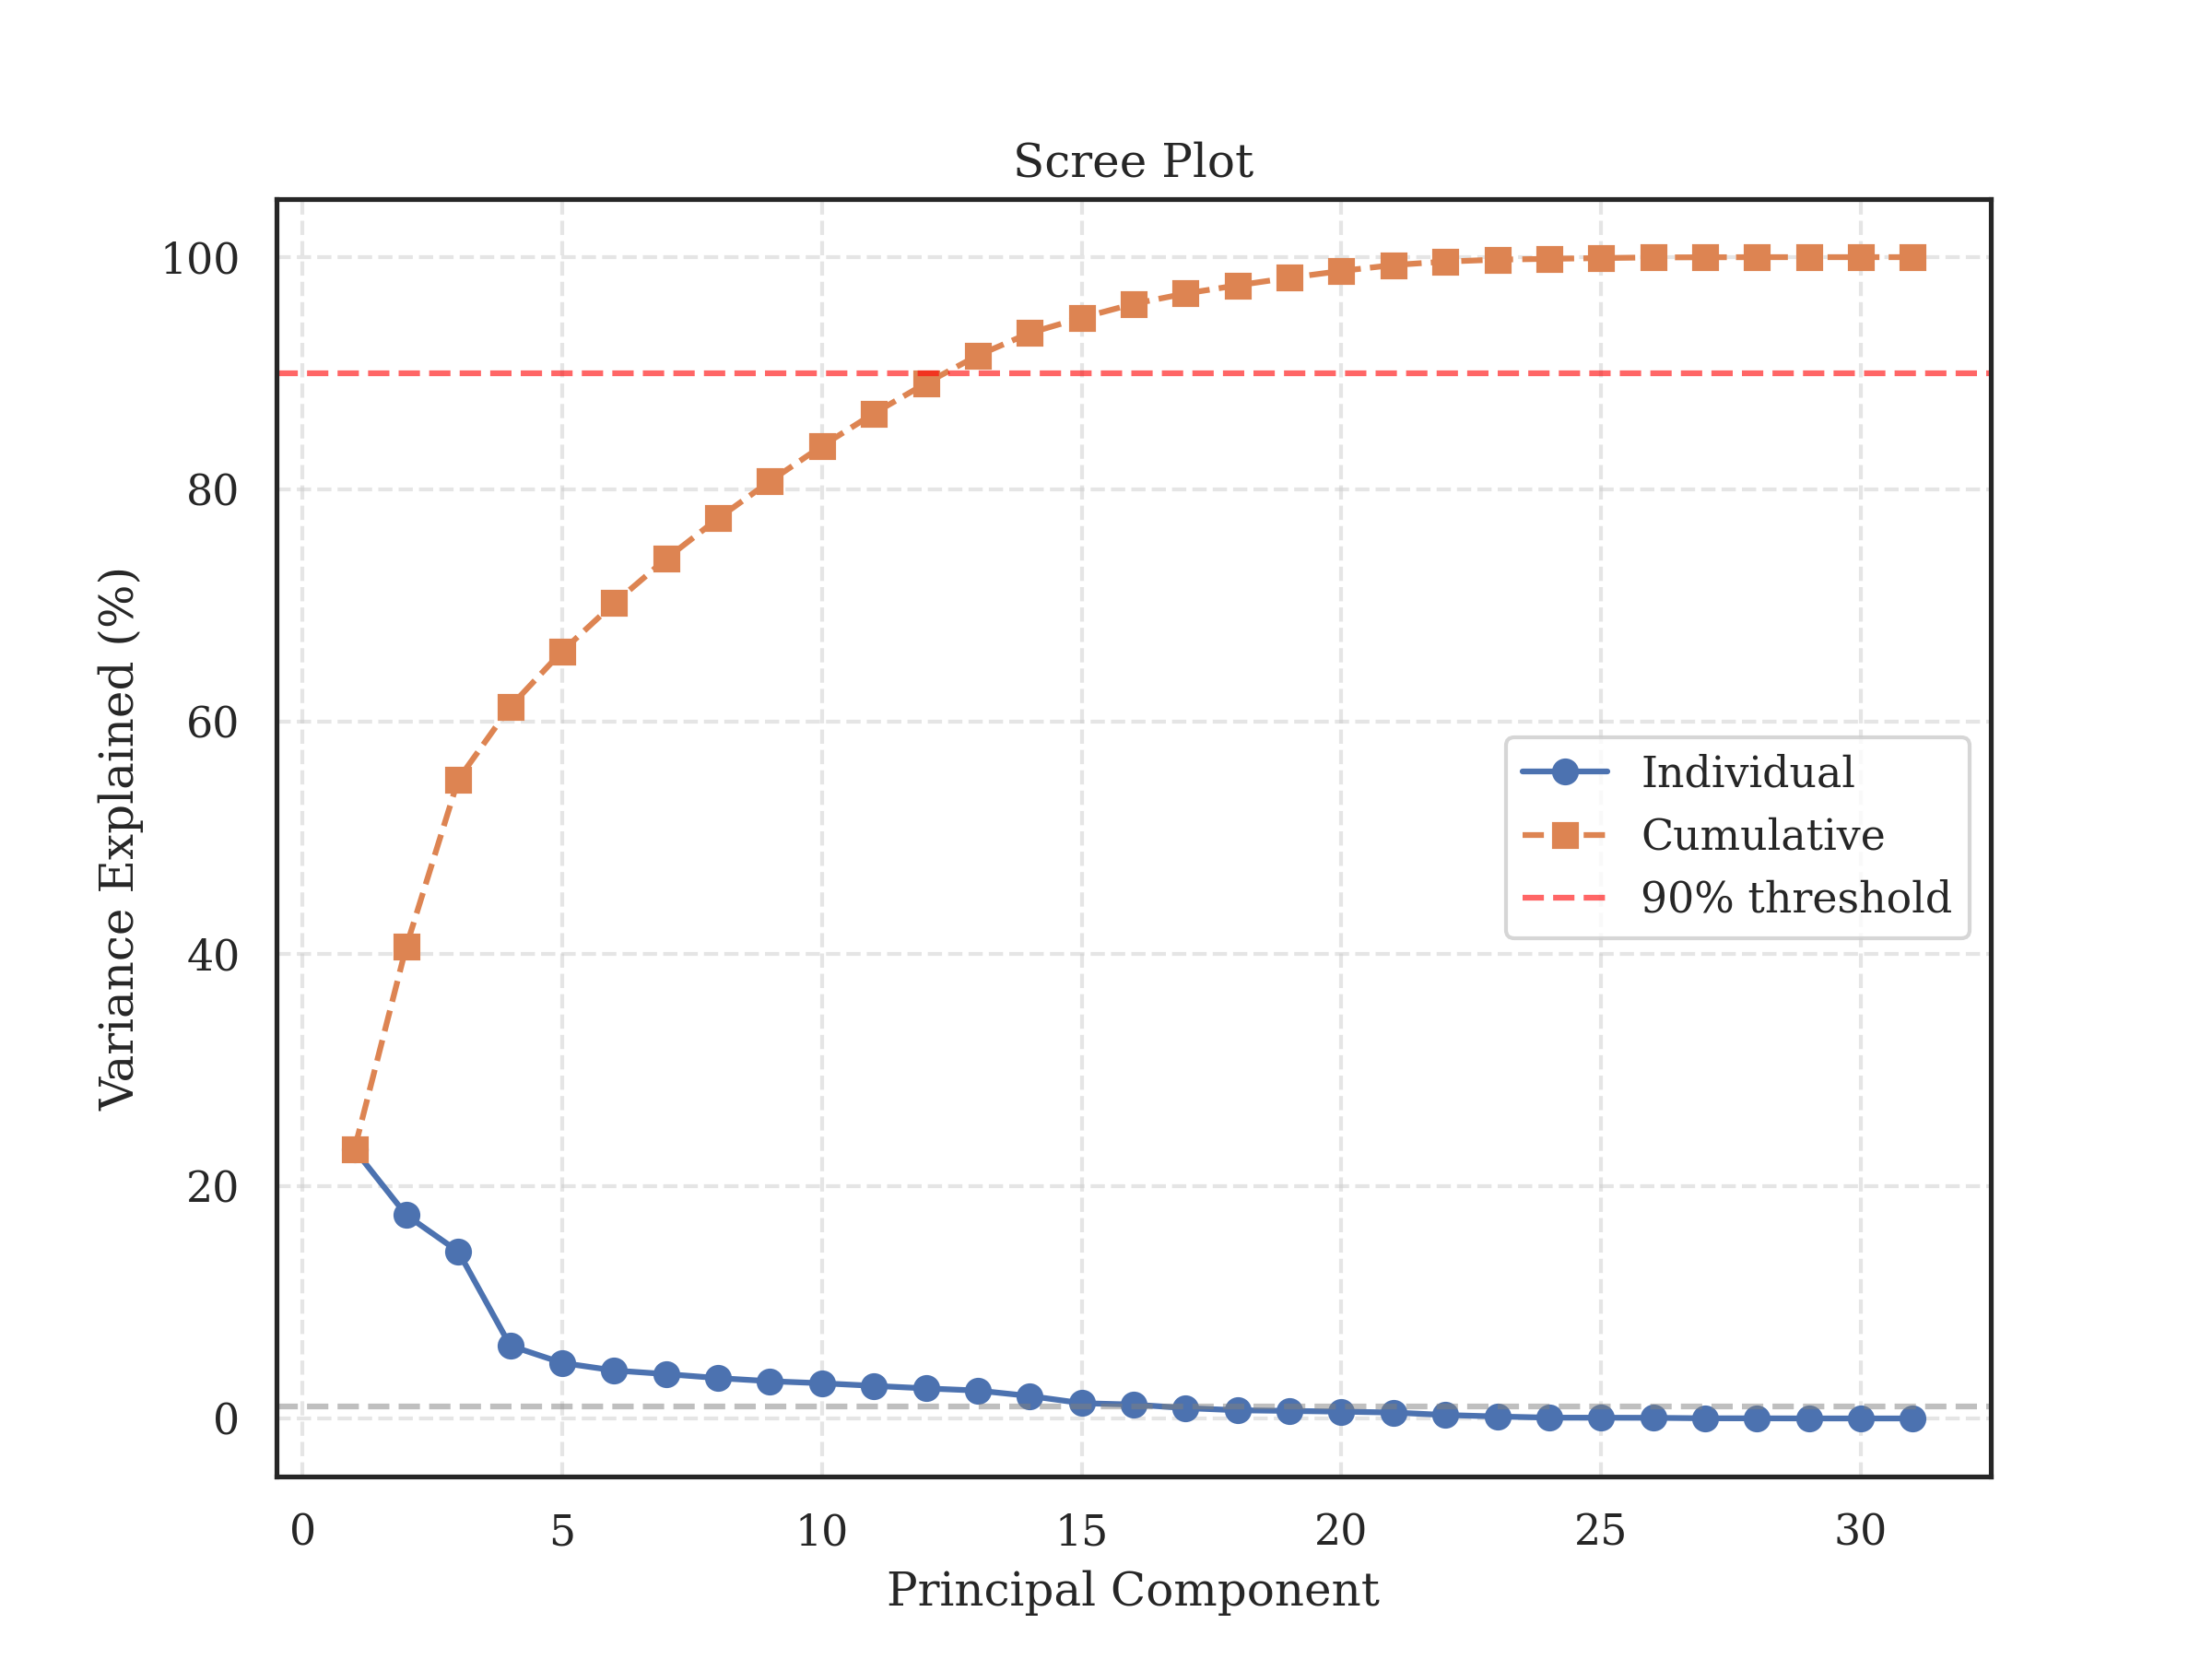 Scree Plot
100
80
60
40
20
0
Variance Explained (%)
Individual
Cumulative
90% threshold
0 5 10 15 20 25 30
Principal Component